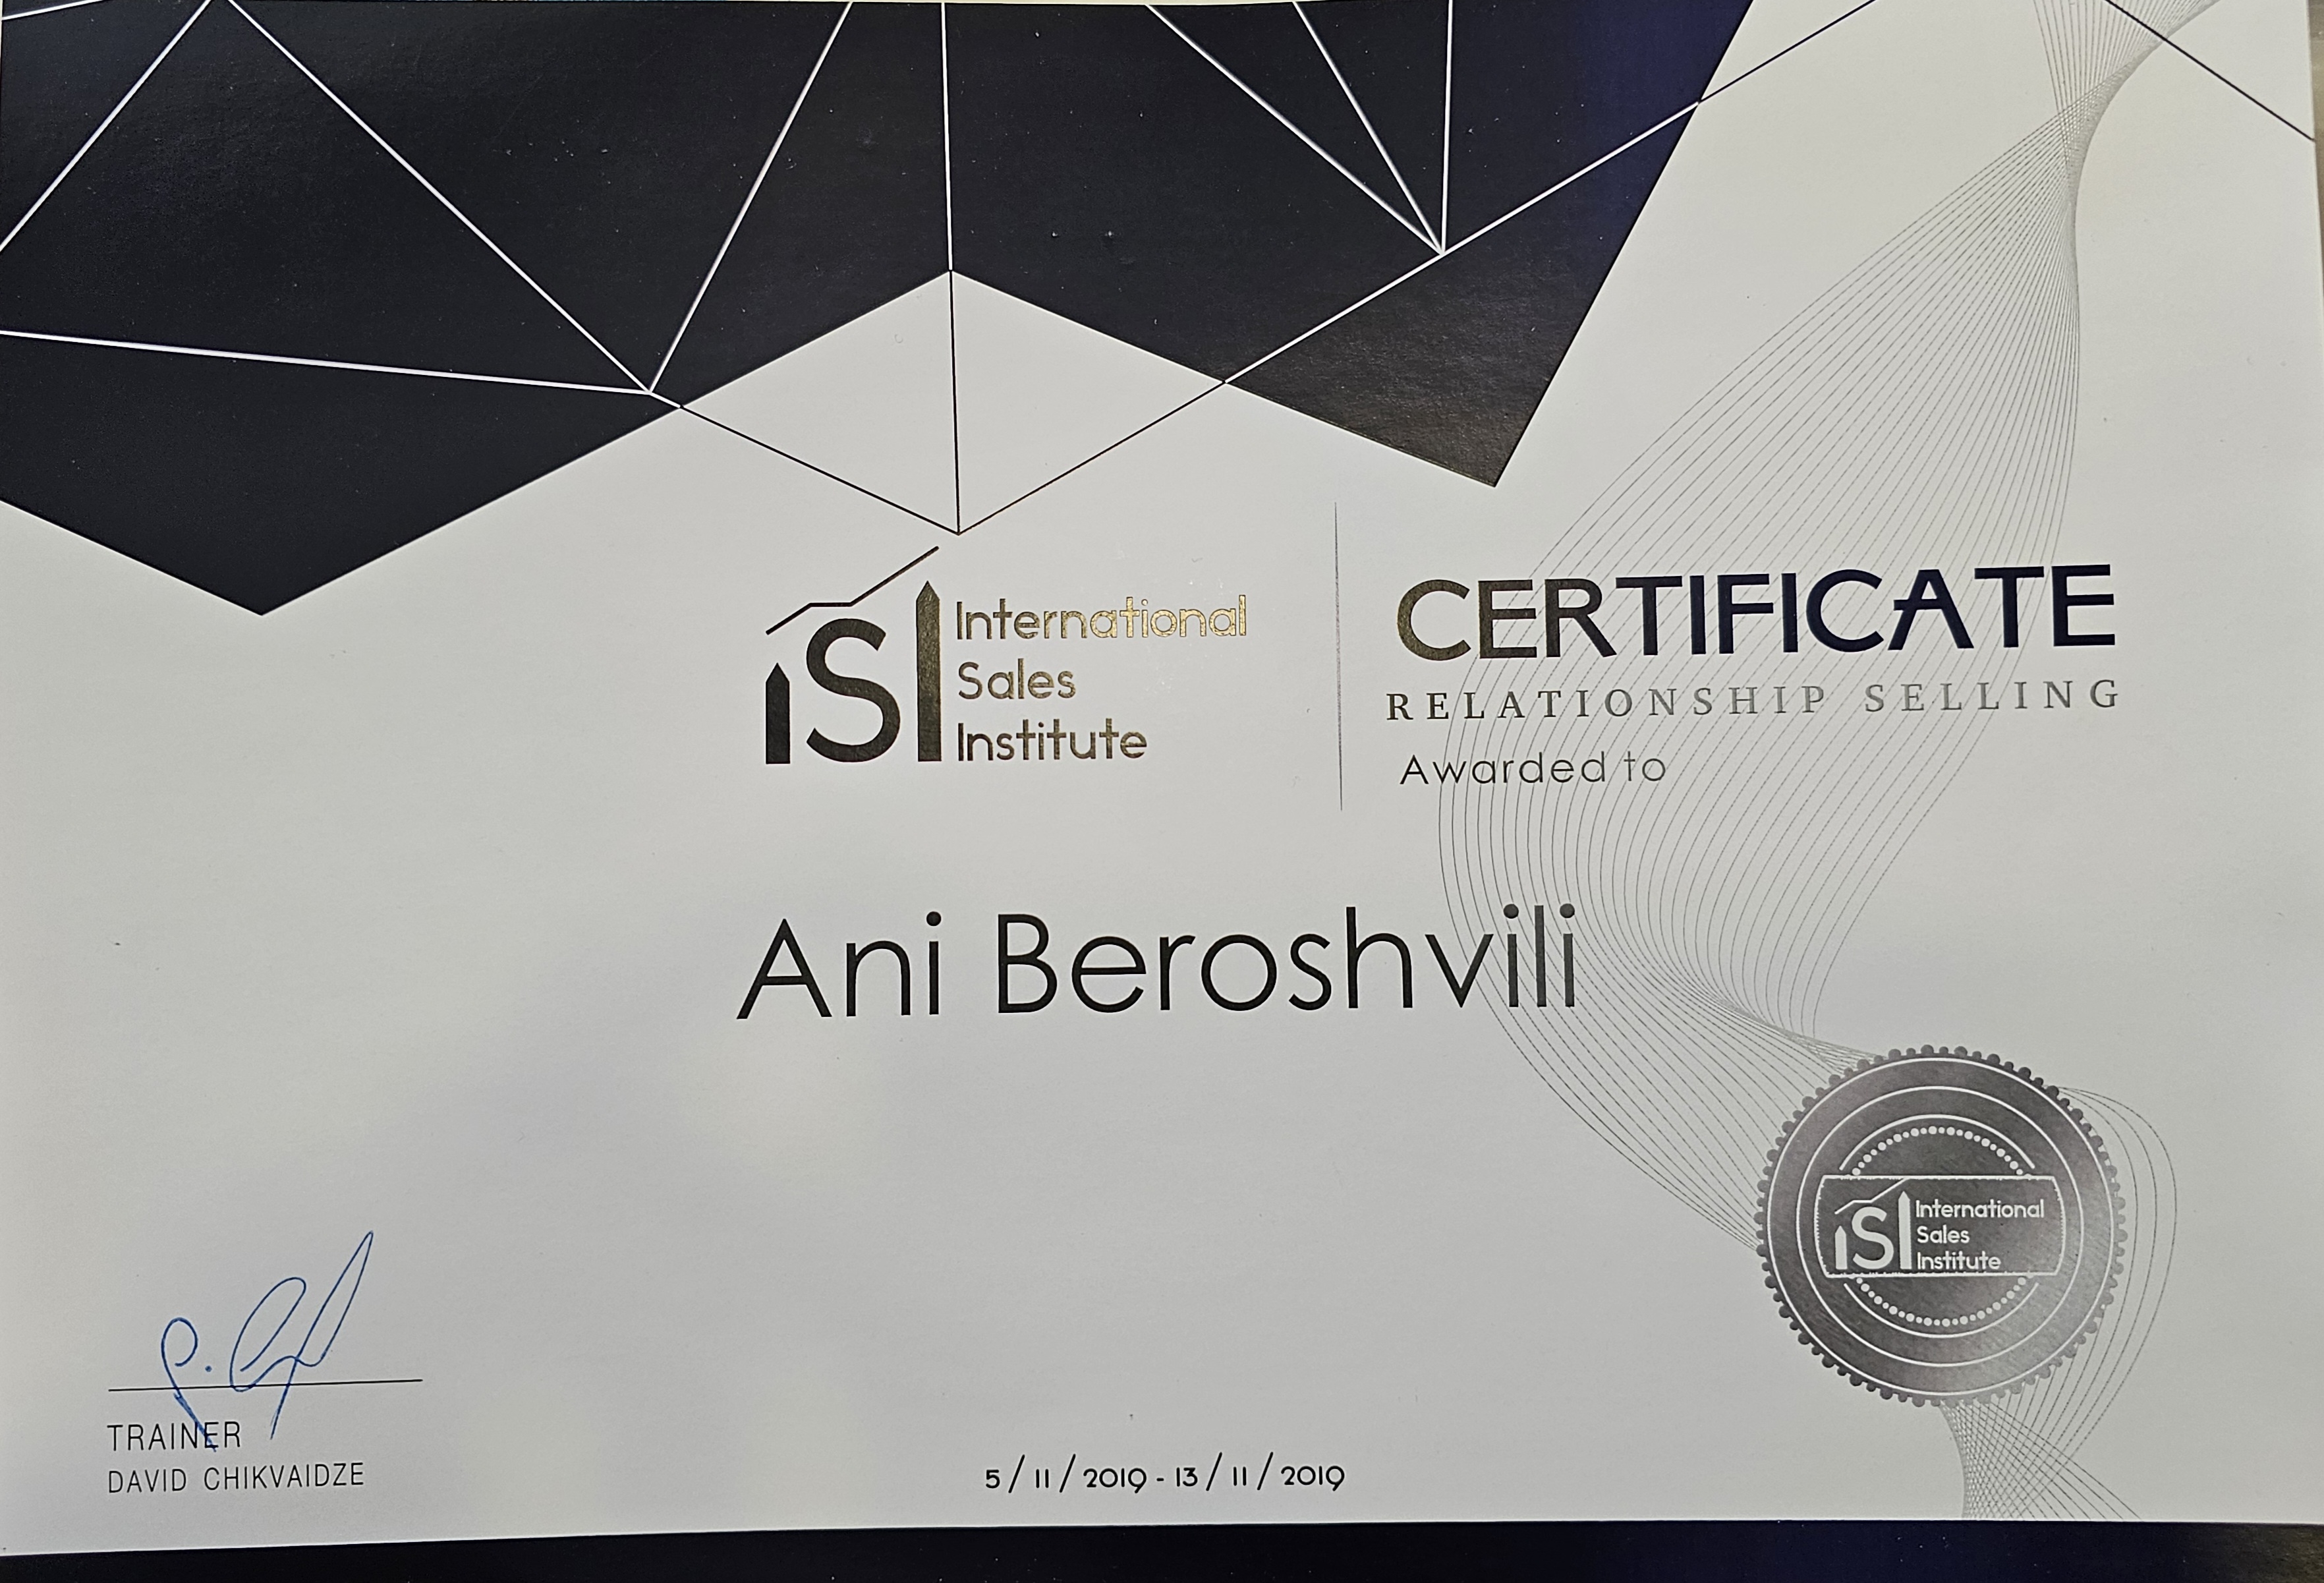 iSI International
Sales
Institute
CERTIFICATE
RELATIONSHIP SELLING
Awarded to
Ani Beroshvili
iSI International
Sales
Institute
TRAINER
DAVID CHIKVAIDZE
5/11/2019 - 13/11/2019